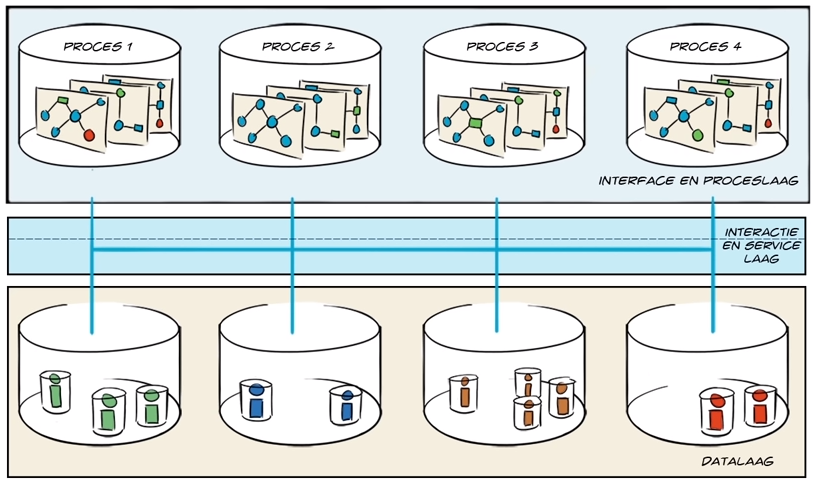 PROCES 1
PROCES 2
PROCES 3
PROCES 4
INTERFACE EN PROCESLAAG
INTERACTIE
EN SERVICE
LAAG
DATALAAG